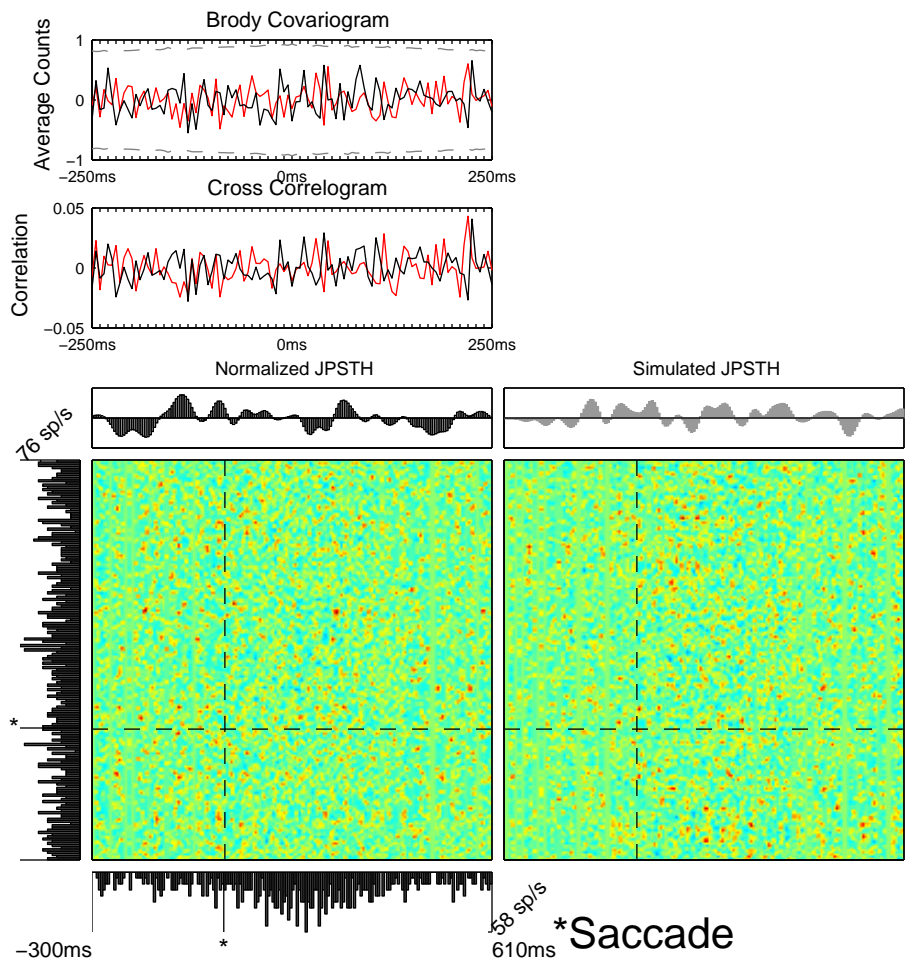 Brody Covariogram
Average Counts
1
0
−1
−250ms
0ms
250ms
Cross Correlogram
Correlation
0.05
0
−0.05
−250ms
0ms
250ms
Normalized JPSTH
Simulated JPSTH
76 sp/s
*
*
58 sp/s
−300ms
610ms
*Saccade